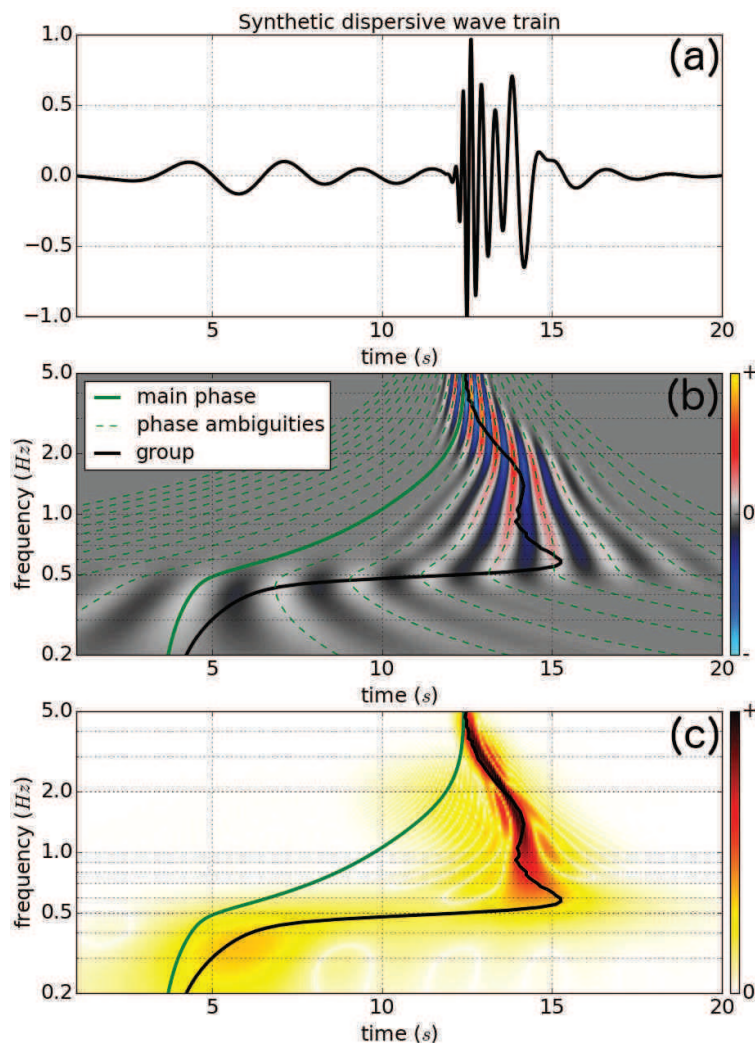 Synthetic dispersive wave train
(a)
1.0
0.5
0.0
−0.5
−1.0
5 10 15 20
time (s)
(b)
main phase
phase ambiguities
group
frequency (Hz)
5.0
2.0
1.0
0.5
0.2
5 10 15 20
time (s)
+
0
-
(c)
frequency (Hz)
5.0
2.0
1.0
0.5
0.2
5 10 15 20
time (s)
+
0